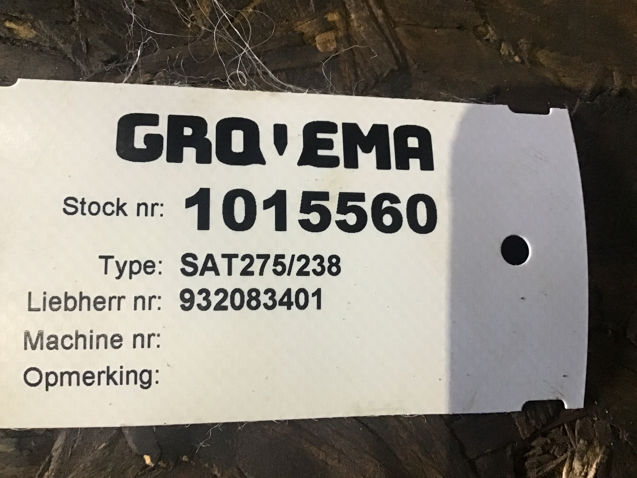 GROVEMA
Stock nr: 1015560
Type: SAT275/238
Liebherr nr: 932083401
Machine nr:
Opmerking: